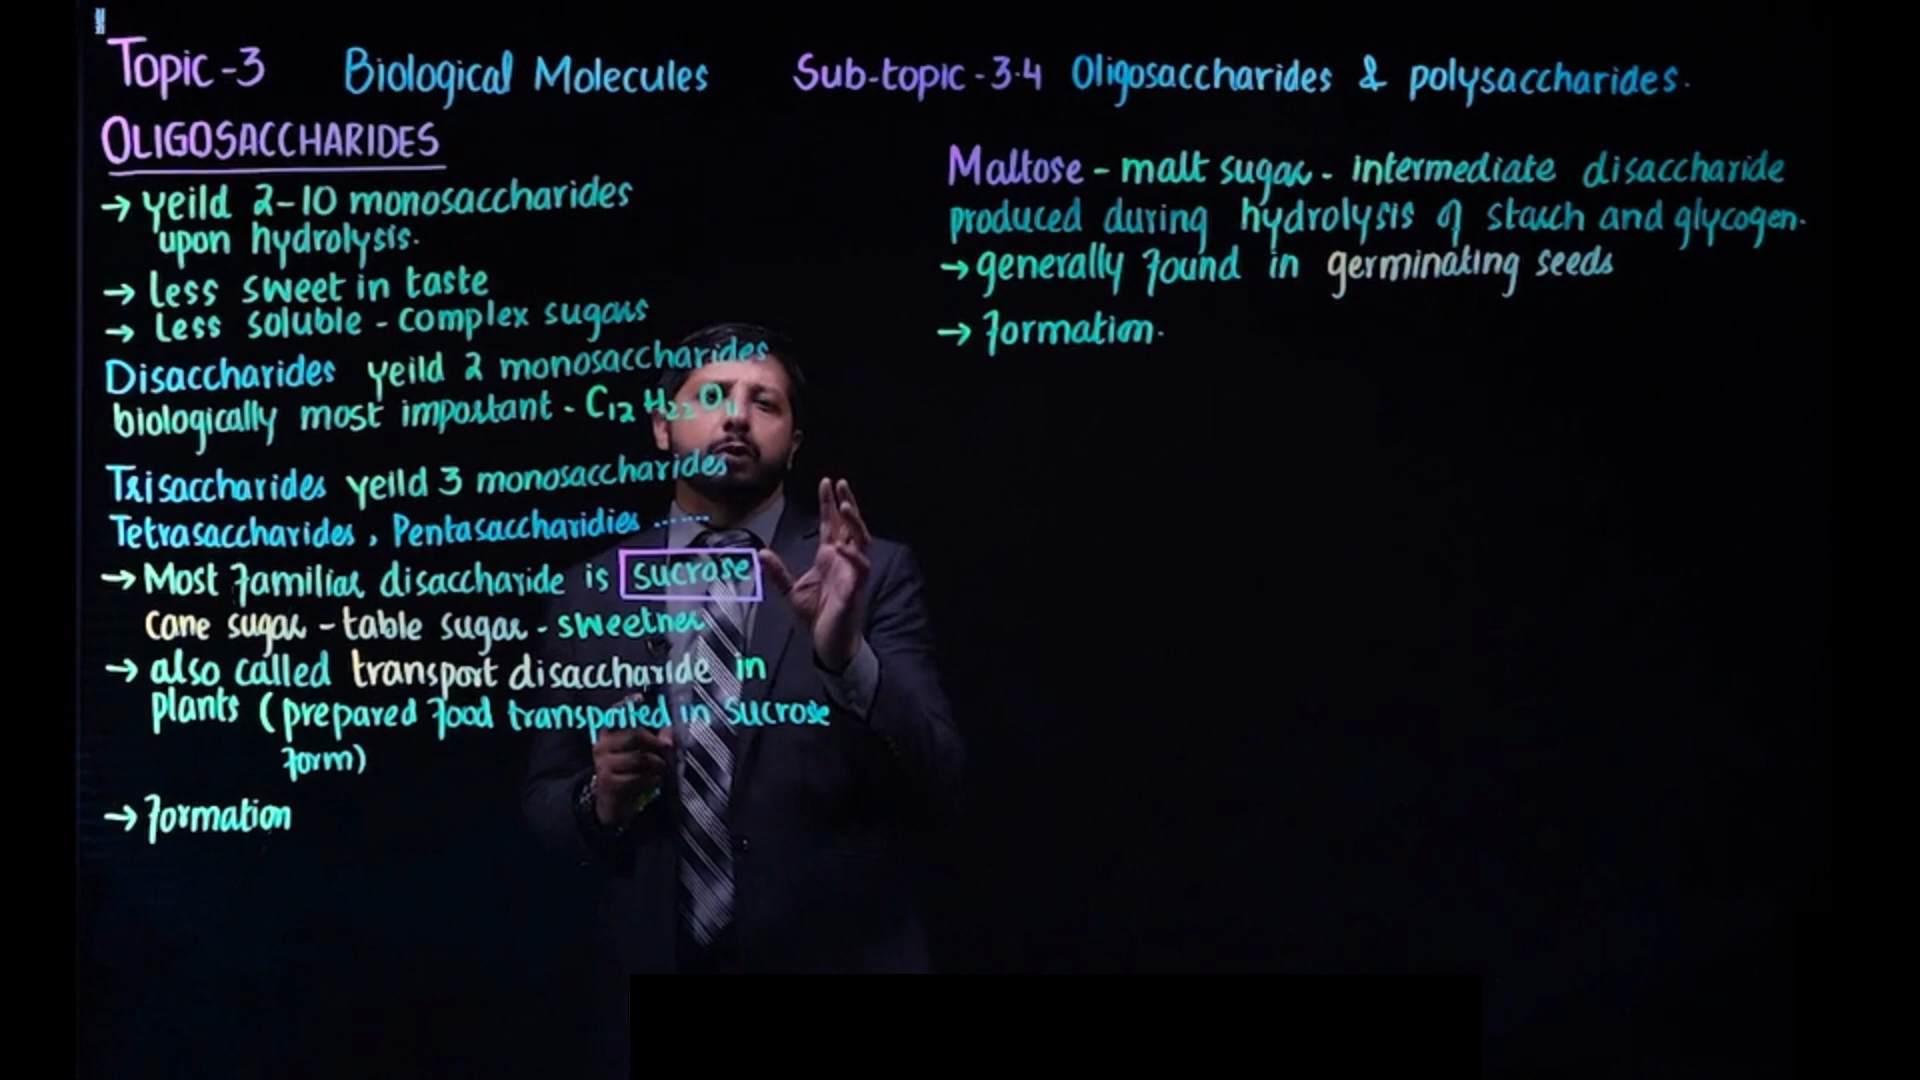 Topic-3 Biological Molecules Sub-topic-3.4 Oligosaccharides & polysaccharides.
OLIGOSACCHARIDES
→ yeild 2-10 monosaccharides
upon hydrolysis.
→ less sweet in taste
→ less soluble - complex sugars
Disaccharides yeild 2 monosaccharides
biologically most important - C12 H22 O11
Trisaccharides yeild 3 monosaccharides
Tetrasaccharides, Pentasaccharidies .......
→ Most familiar disaccharide is sucrose
cane sugar - table sugar - sweetner
→ also called transport disaccharide in
plants (prepared food transported in sucrose
form)
→ formation
Maltose - malt sugar - intermediate disaccharide
produced during hydrolysis of starch and glycogen.
→ generally found in germinating seeds
→ formation.